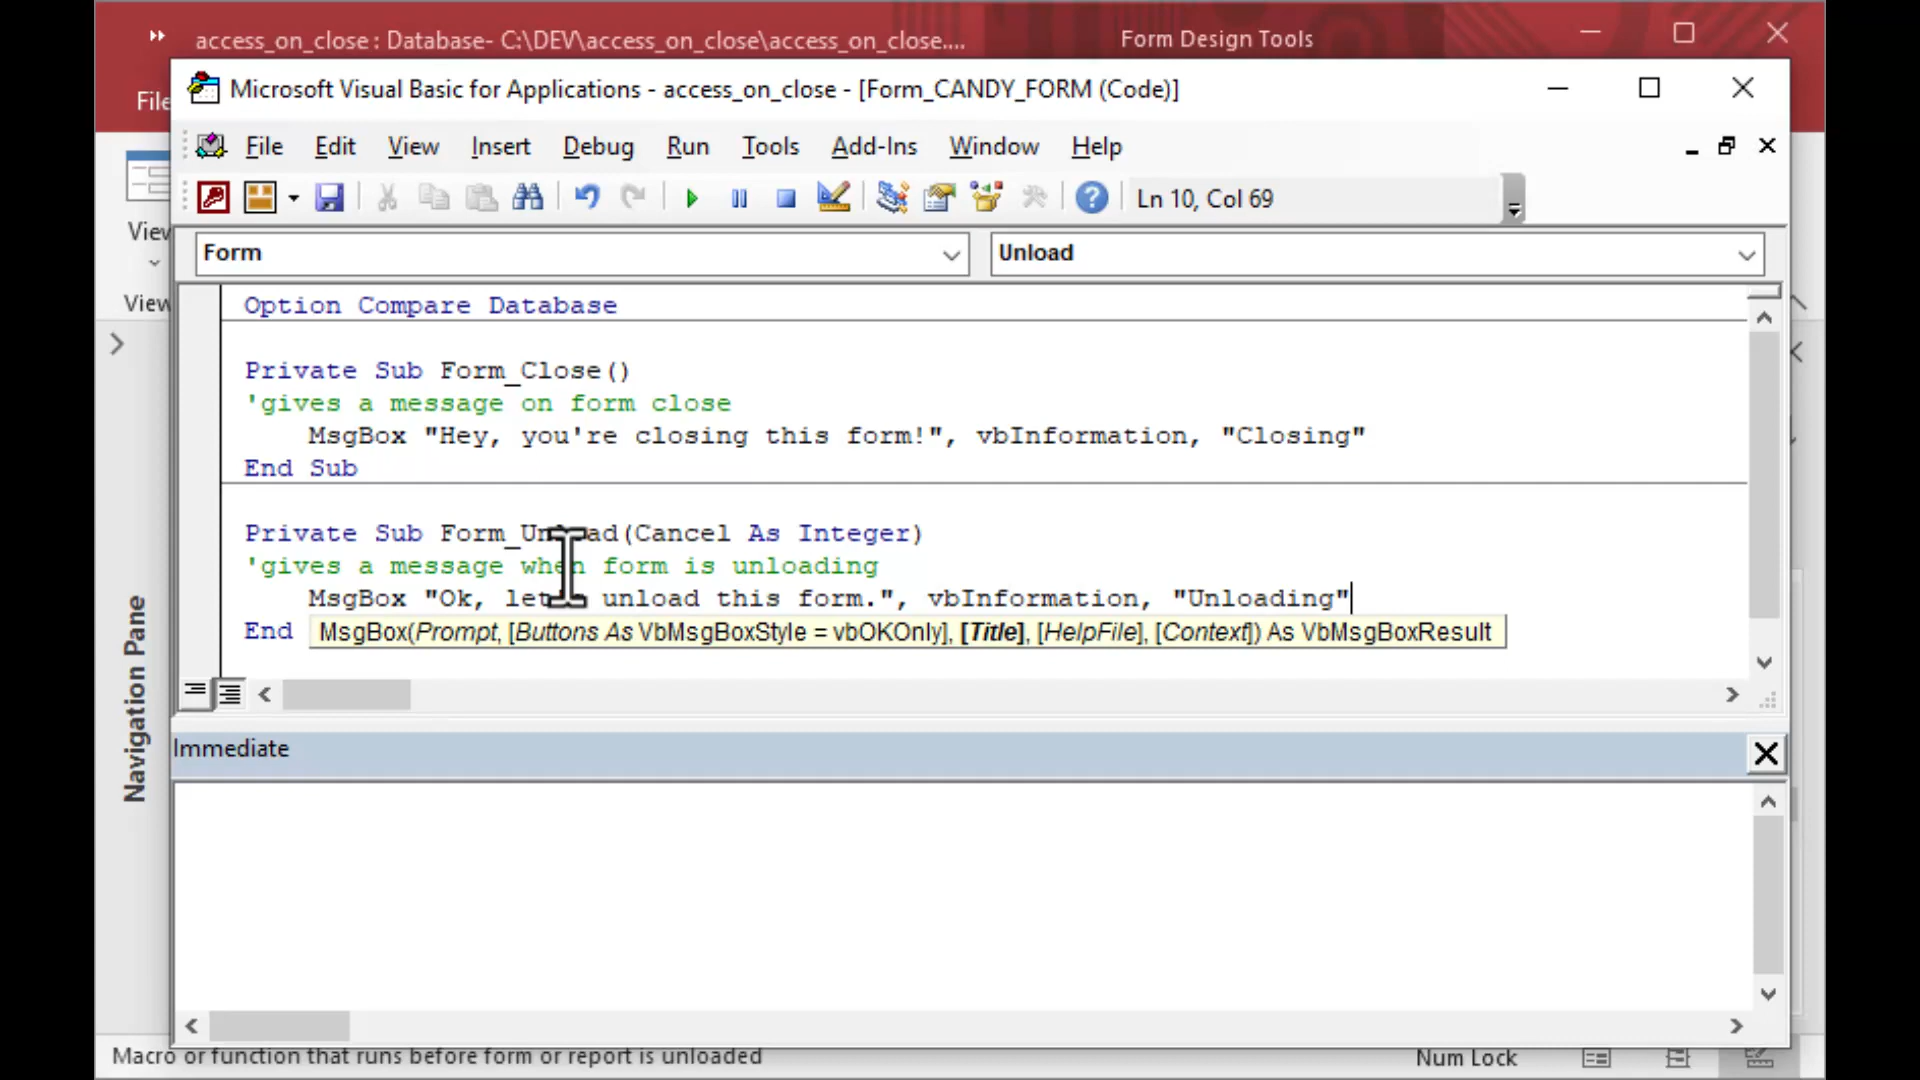 access_on_close : Database- C:\DEV\access_on_close\access_on_close....
Form Design Tools
File
Microsoft Visual Basic for Applications - access_on_close - [Form_CANDY_FORM (Code)]
File Edit View Insert Debug Run Tools Add-Ins Window Help
Ln 10, Col 69
View
Form
Unload
View
Option Compare Database
Private Sub Form_Close()
'gives a message on form close
MsgBox "Hey, you're closing this form!", vbInformation, "Closing"
End Sub
Private Sub Form_Unload(Cancel As Integer)
'gives a message when form is unloading
MsgBox "Ok, let's unload this form.", vbInformation, "Unloading"
End
MsgBox(Prompt, [Buttons As VbMsgBoxStyle = vbOKOnly], [Title], [HelpFile], [Context]) As VbMsgBoxResult
Navigation Pane
Immediate
Macro or function that runs before form or report is unloaded
Num Lock